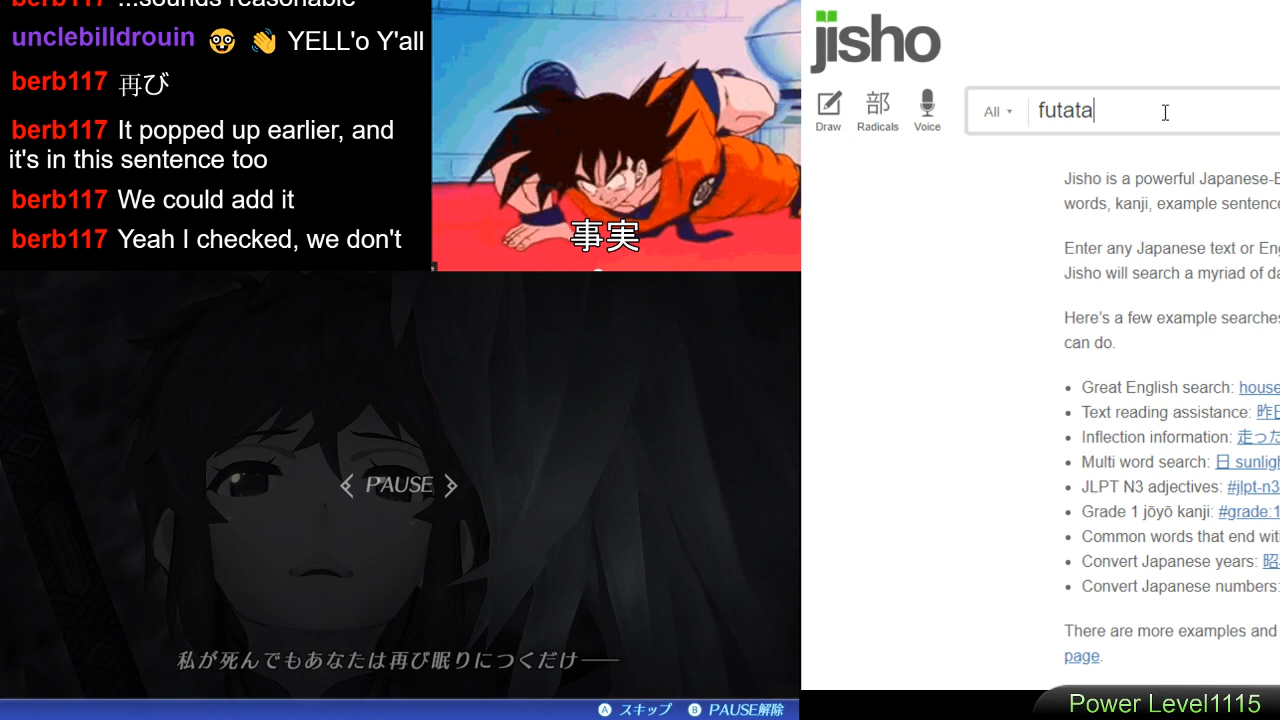 berb117 ...sounds reasonable
unclebilldrouin 🥸 👋 YELL'o Y'all
berb117 再び
berb117 It popped up earlier, and
it's in this sentence too
berb117 We could add it
berb117 Yeah I checked, we don't
事実
< PAUSE >
私が死んでもあなたは再び眠りにつくだけ──
A スキップ B PAUSE解除
jisho
Draw
部
Radicals
Voice
All
futata
Jisho is a powerful Japanese-E
words, kanji, example sentence
Enter any Japanese text or Eng
Jisho will search a myriad of da
Here's a few example searches
can do.
• Great English search: house
• Text reading assistance: 昨日
• Inflection information: 走った
• Multi word search: 日 sunligh
• JLPT N3 adjectives: #jlpt-n3
• Grade 1 jōyō kanji: #grade:1
• Common words that end wit
• Convert Japanese years: 昭
• Convert Japanese numbers:
There are more examples and
page.
Power Level1115